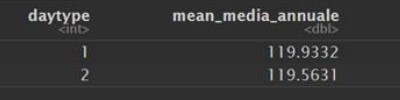 daytype mean_media_annuale
<int> <dbl>
1 119.9332
2 119.5631